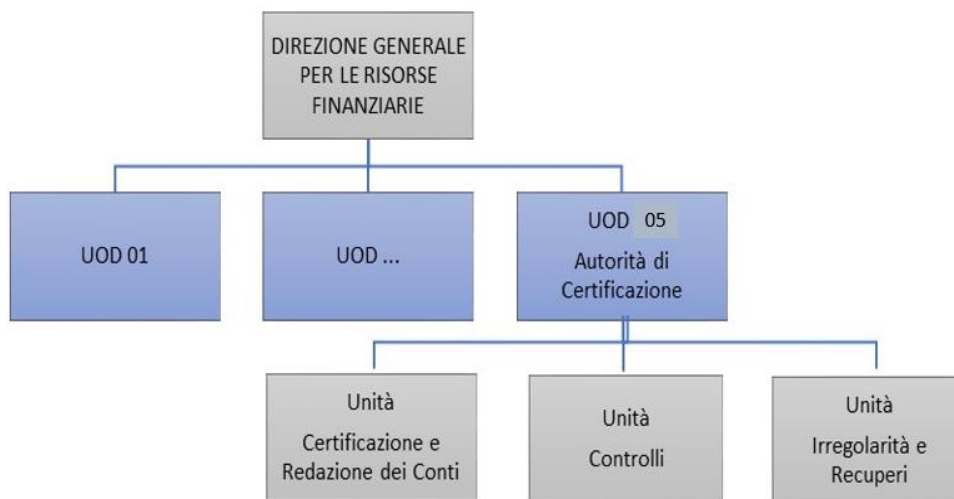 DIREZIONE GENERALE
PER LE RISORSE
FINANZIARIE
UOD 01
UOD ...
UOD 05
Autorità di
Certificazione
Unità
Certificazione e
Redazione dei Conti
Unità
Controlli
Unità
Irregolarità e
Recuperi